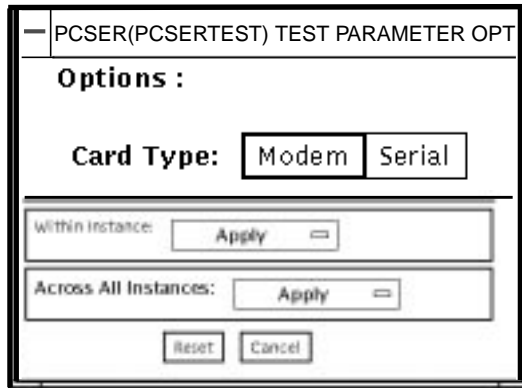 PCSER(PCSERTEST) TEST PARAMETER OPT
Options :
Card Type: Modem Serial
Within Instance: Apply
Across All Instances: Apply
Reset Cancel